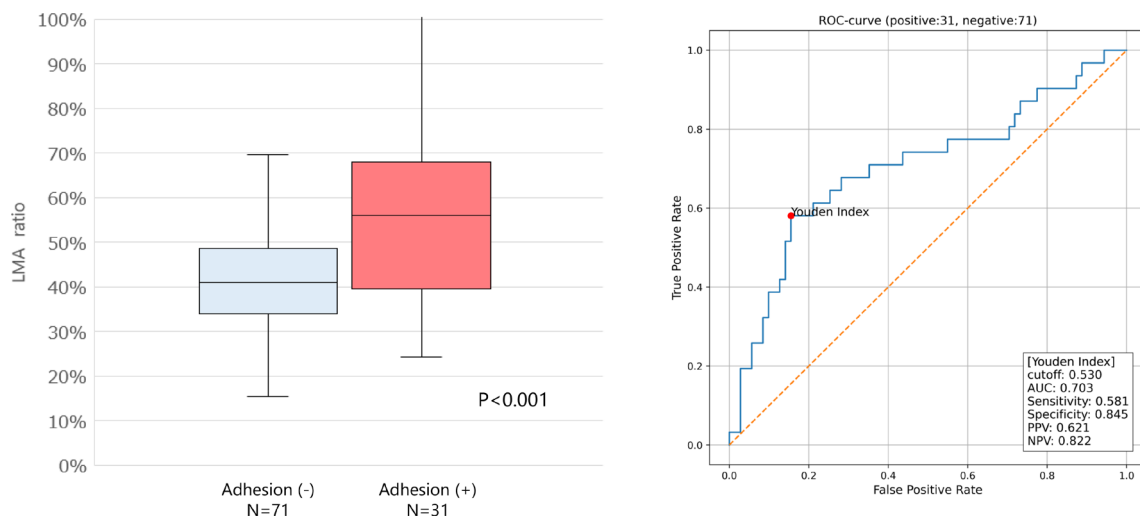 100%
90%
80%
70%
60%
50%
40%
30%
20%
10%
0%
LMA ratio
P<0.001
Adhesion (-)
N=71
Adhesion (+)
N=31
ROC-curve (positive:31, negative:71)
1.0
0.8
0.6
0.4
0.2
0.0
True Positive Rate
Youden Index
[Youden Index]
cutoff: 0.530
AUC: 0.703
Sensitivity: 0.581
Specificity: 0.845
PPV: 0.621
NPV: 0.822
0.0 0.2 0.4 0.6 0.8 1.0
False Positive Rate